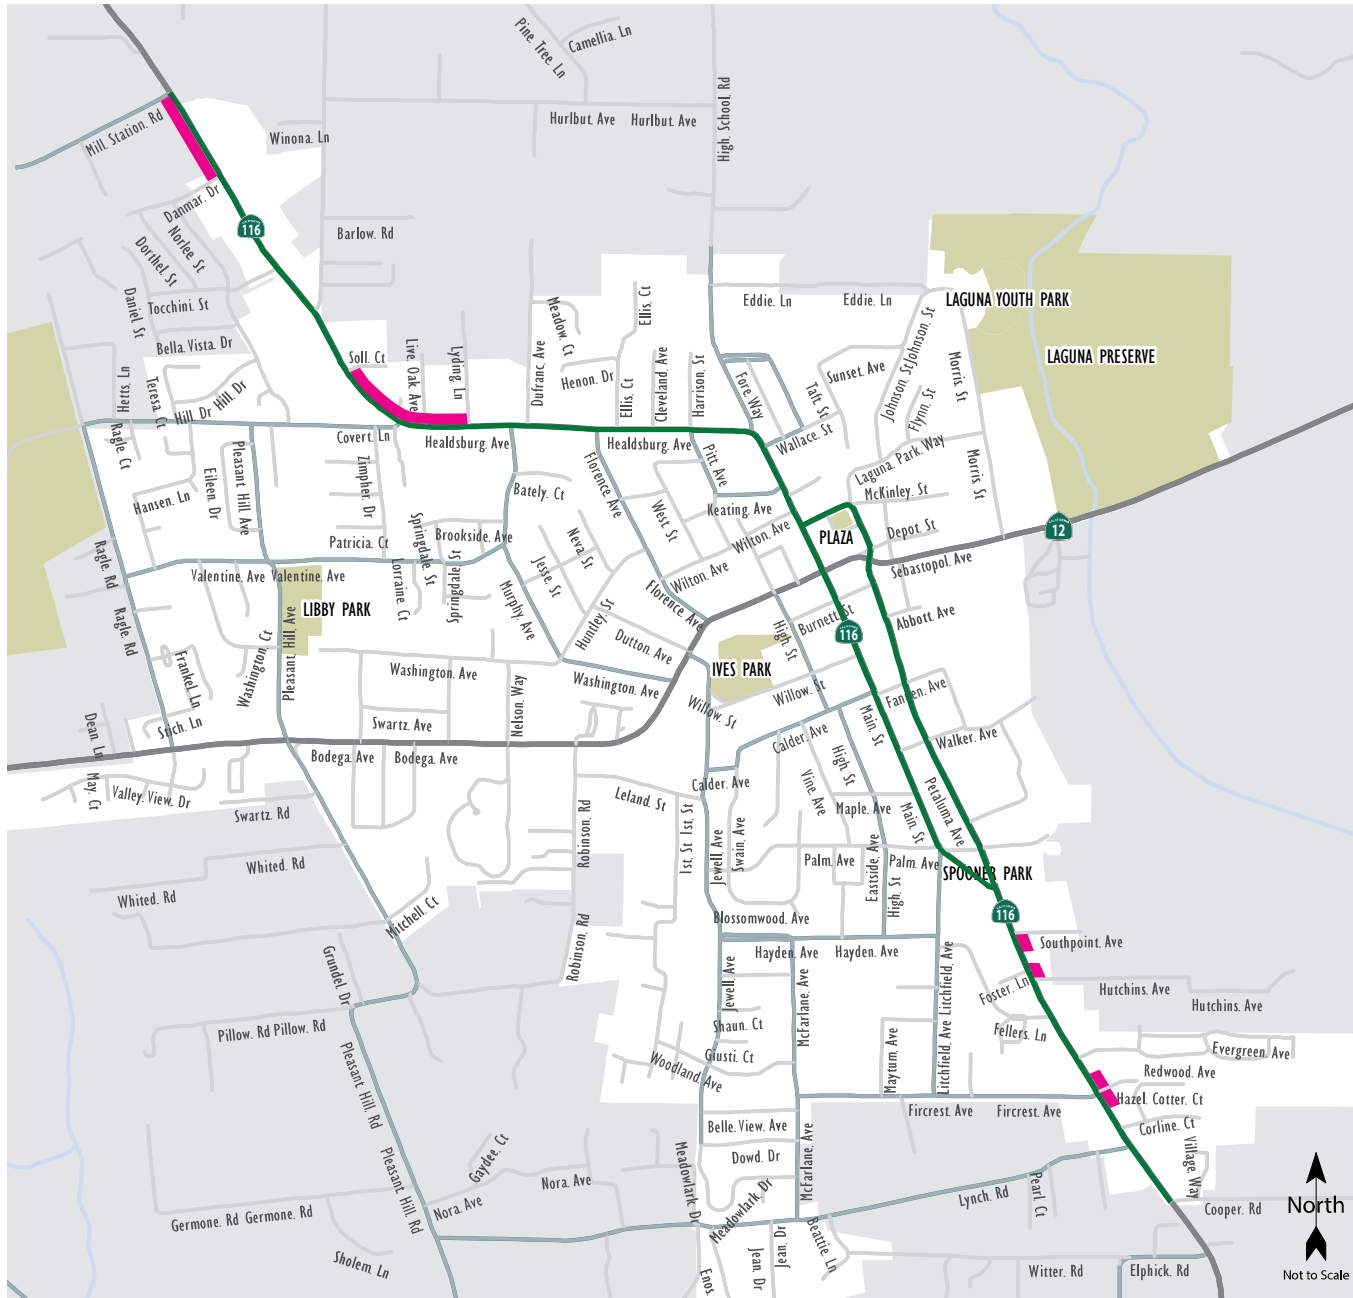 Pine. Tree. Ln
Camellia. Ln
High. School. Rd
Hurlbut. Ave
Hurlbut. Ave
Mill. Station. Rd
Winona. Ln
Danmar. Dr
CALIFORNIA
116
Barlow. Rd
Norlee. St
Dorthel. St
Daniel. St
Tocchini. St
Bella. Vista. Dr
Eddie. Ln
Eddie. Ln
LAGUNA YOUTH PARK
LAGUNA PRESERVE
Meadow. Ct
Ellis. Ct
Soll. Ct
Live. Oak. Ave
Lyding. Ln
Dufranc. Ave
Henon. Dr
Ellis. Ct
Cleveland. Ave
Harrison. St
Fore. Way
Taft. St
Sunset. Ave
Johnson. St
Johnson. St
Flynn. St
Morris. St
Hetts. Ln
Teresa. Ct
Hill. Dr
Hill. Dr
Ragle. Ct
Covert. Ln
Healdsburg. Ave
Healdsburg. Ave
Wallace. St
Pleasant. Hill. Ave
Zimpher. Dr
Eileen. Dr
Hansen. Ln
Bately. Ct
Florence. Ave
Pitt. Ave
West. St
Keating. Ave
Laguna. Park. Way
McKinley. St
Morris. St
Wilton. Ave
PLAZA
Depot. St
CALIFORNIA
12
Sebastopol. Ave
Patricia. Ct
Springdale. St
Brookside. Ave
Neva. St
Jesse. St
Wilton. Ave
Ragle. Rd
Valentine. Ave
Valentine. Ave
Lorraine. Ct
Springdale. St
Murphy. Ave
Florence. Ave
LIBBY PARK
Ragle. Rd
Pleasant. Hill. Ave
Huntley. St
Dutton. Ave
High. St
Burnett. St
CALIFORNIA
116
Abbott. Ave
IVES PARK
Frankel. Ln
Washington. Ct
Washington. Ave
Washington. Ave
Willow. St
Willow. St
Fannen. Ave
Stich. Ln
Dean. Ln
Swartz. Ave
Nelson. Way
Calder. Ave
Main. St
Walker. Ave
Bodega. Ave
Bodega. Ave
High. St
May. Ct
Valley. View. Dr
Leland. St
Calder. Ave
Vine. Ave
Maple. Ave
Petaluma. Ave
Main. St
Swartz. Rd
Robinson. Rd
1st. St
1st. St
Jewell. Ave
Swain. Ave
Whited. Rd
Palm. Ave
Eastside. Ave
Palm. Ave
SPOONER PARK
Whited. Rd
High. St
CALIFORNIA
116
Mitchell. Ct
Blossomwood. Ave
Robinson. Rd
Hayden. Ave
Hayden. Ave
Southpoint. Ave
Grundel. Dr
Jewell. Ave
McFarlane. Ave
Litchfield. Ave
Foster. Ln
Hutchins. Ave
Hutchins. Ave
Pillow. Rd
Pillow. Rd
Shaun. Ct
Fellers. Ln
Pleasant. Hill. Rd
Woodland. Ave
Giusti. Ct
Maytum. Ave
Litchfield. Ave
Evergreen. Ave
Redwood. Ave
Hazel. Cotter. Ct
Fircrest. Ave
Fircrest. Ave
Belle. View. Ave
Corline. Ct
Dowd. Dr
McFarlane. Ave
Village. Way
Gaydee. Ct
Pleasant. Hill. Rd
Nora. Ave
Nora. Ave
Meadowlark. Dr
Meadowlark. Dr
Lynch. Rd
Pearl. Ct
Cooper. Rd
Germone. Rd
Germone. Rd
Sholem. Ln
Enos.
Jean. Dr
Jean. Dr
Beattie. Ln
Witter. Rd
Elphick. Rd
North
Not to Scale